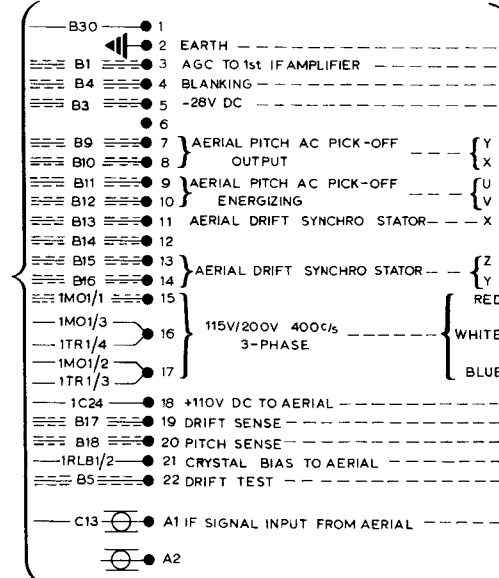 B30 1
2 EARTH
B1 3 AGC TO 1st IF AMPLIFIER
B4 4 BLANKING
B3 5 -28V DC
6
B9 7 AERIAL PITCH AC PICK-OFF Y
B10 8 OUTPUT X
B11 9 AERIAL PITCH AC PICK-OFF U
B12 10 ENERGIZING V
B13 11 AERIAL DRIFT SYNCHRO STATOR X
B14 12
B15 13 Z
AERIAL DRIFT SYNCHRO STATOR
B16 14 Y
1MO1/1 15 RED
1MO1/3
16 115V/200V 400c/s WHITE
1TR1/4 3-PHASE
1MO1/2
17 BLUE
1TR1/3
1C24 18 +110V DC TO AERIAL
B17 19 DRIFT SENSE
B18 20 PITCH SENSE
1RLB1/2 21 CRYSTAL BIAS TO AERIAL
B5 22 DRIFT TEST
C13 A1 IF SIGNAL INPUT FROM AERIAL
A2